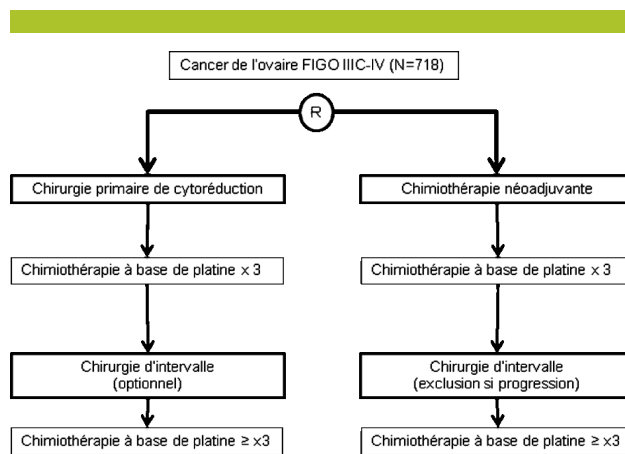 Cancer de l'ovaire FIGO IIIC-IV (N=718)
R
Chirurgie primaire de cytoréduction
Chimiothérapie néoadjuvante
Chimiothérapie à base de platine x 3
Chimiothérapie à base de platine x 3
Chirurgie d'intervalle
(optionnel)
Chirurgie d'intervalle
(exclusion si progression)
Chimiothérapie à base de platine ≥ x3
Chimiothérapie à base de platine ≥ x3